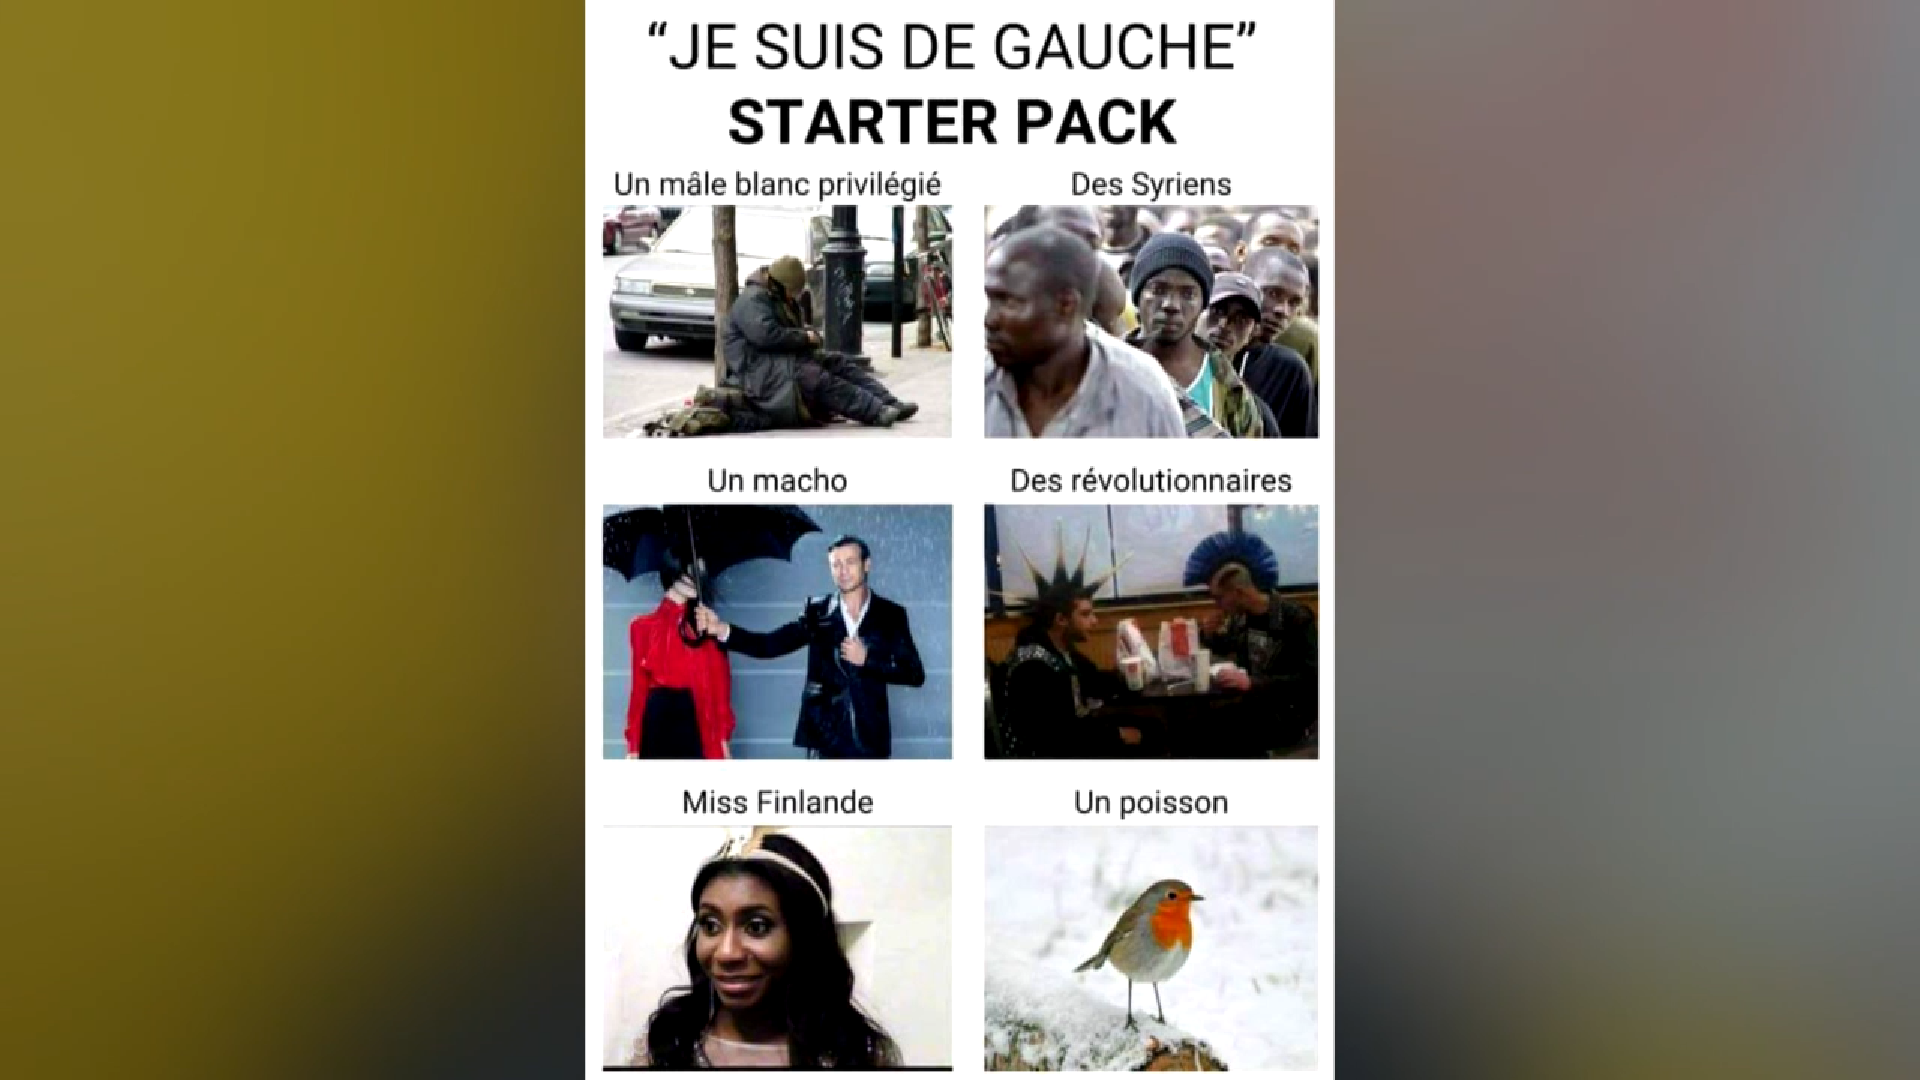 “JE SUIS DE GAUCHE”
STARTER PACK
Un mâle blanc privilégié
Des Syriens
Un macho
Des révolutionnaires
Miss Finlande
Un poisson